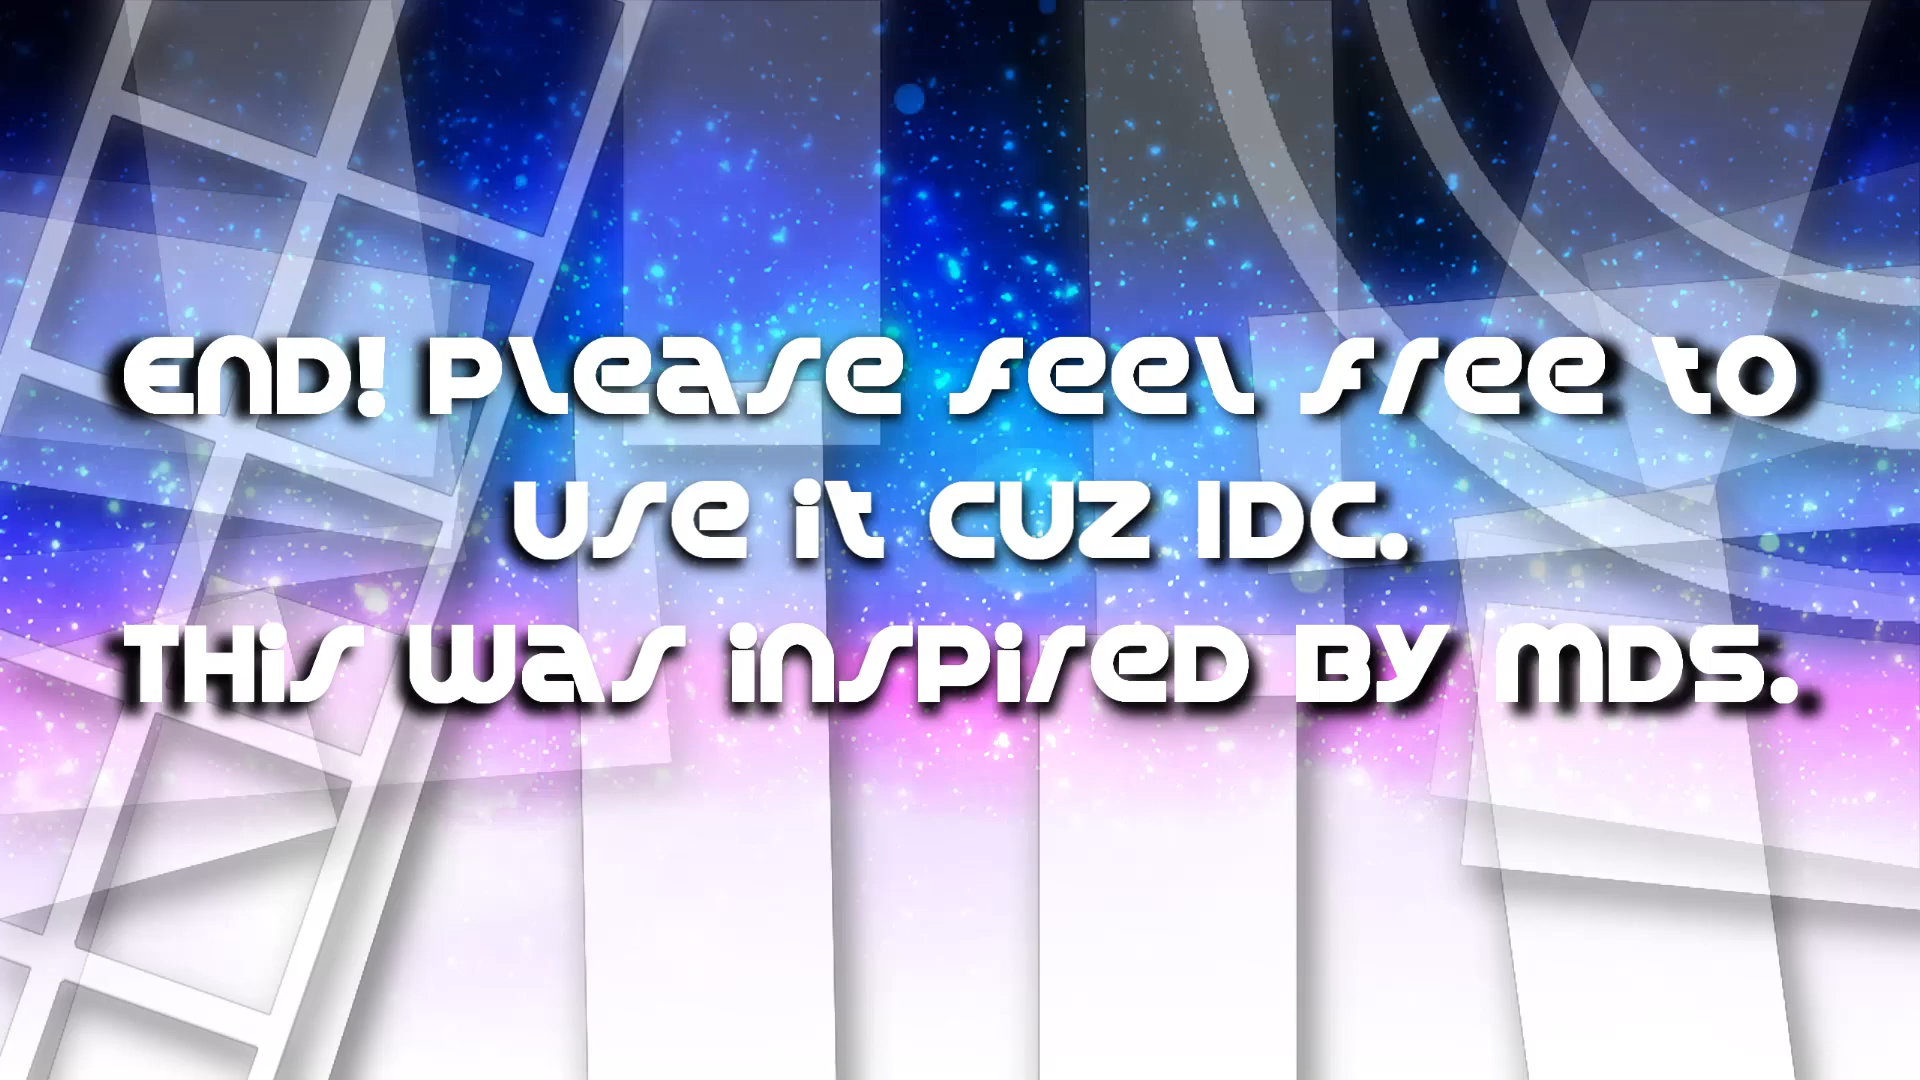 END! Please feel free to
use it CUZ IDC.
THis was inspired By MDS.